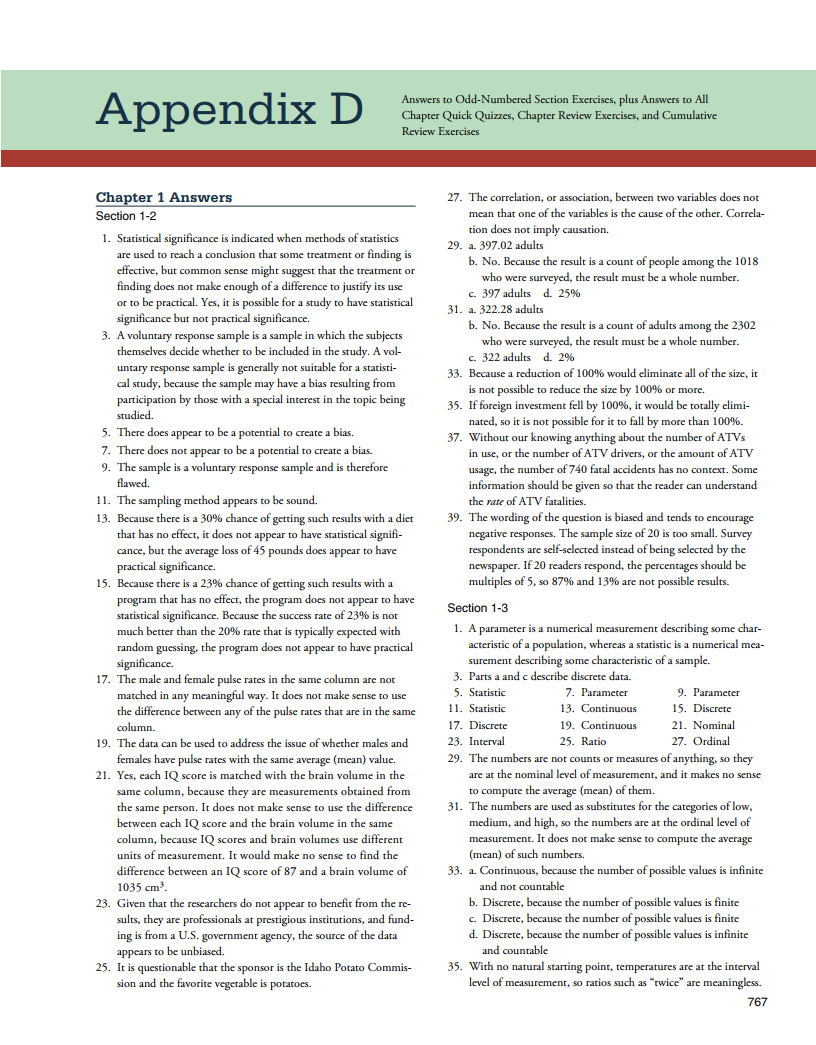 Appendix D
Answers to Odd-Numbered Section Exercises, plus Answers to All
Chapter Quick Quizzes, Chapter Review Exercises, and Cumulative
Review Exercises
Chapter 1 Answers
Section 1-2
1. Statistical significance is indicated when methods of statistics
are used to reach a conclusion that some treatment or finding is
effective, but common sense might suggest that the treatment or
finding does not make enough of a difference to justify its use
or to be practical. Yes, it is possible for a study to have statistical
significance but not practical significance.
3. A voluntary response sample is a sample in which the subjects
themselves decide whether to be included in the study. A vol-
untary response sample is generally not suitable for a statisti-
cal study, because the sample may have a bias resulting from
participation by those with a special interest in the topic being
studied.
5. There does appear to be a potential to create a bias.
7. There does not appear to be a potential to create a bias.
9. The sample is a voluntary response sample and is therefore
flawed.
11. The sampling method appears to be sound.
13. Because there is a 30% chance of getting such results with a diet
that has no effect, it does not appear to have statistical signifi-
cance, but the average loss of 45 pounds does appear to have
practical significance.
15. Because there is a 23% chance of getting such results with a
program that has no effect, the program does not appear to have
statistical significance. Because the success rate of 23% is not
much better than the 20% rate that is typically expected with
random guessing, the program does not appear to have practical
significance.
17. The male and female pulse rates in the same column are not
matched in any meaningful way. It does not make sense to use
the difference between any of the pulse rates that are in the same
column.
19. The data can be used to address the issue of whether males and
females have pulse rates with the same average (mean) value.
21. Yes, each IQ score is matched with the brain volume in the
same column, because they are measurements obtained from
the same person. It does not make sense to use the difference
between each IQ score and the brain volume in the same
column, because IQ scores and brain volumes use different
units of measurement. It would make no sense to find the
difference between an IQ score of 87 and a brain volume of
1035 cm³.
23. Given that the researchers do not appear to benefit from the re-
sults, they are professionals at prestigious institutions, and fund-
ing is from a U.S. government agency, the source of the data
appears to be unbiased.
25. It is questionable that the sponsor is the Idaho Potato Commis-
sion and the favorite vegetable is potatoes.
27. The correlation, or association, between two variables does not
mean that one of the variables is the cause of the other. Correla-
tion does not imply causation.
29. a. 397.02 adults
b. No. Because the result is a count of people among the 1018
who were surveyed, the result must be a whole number.
c. 397 adults d. 25%
31. a. 322.28 adults
b. No. Because the result is a count of adults among the 2302
who were surveyed, the result must be a whole number.
c. 322 adults d. 2%
33. Because a reduction of 100% would eliminate all of the size, it
is not possible to reduce the size by 100% or more.
35. If foreign investment fell by 100%, it would be totally elimi-
nated, so it is not possible for it to fall by more than 100%.
37. Without our knowing anything about the number of ATVs
in use, or the number of ATV drivers, or the amount of ATV
usage, the number of 740 fatal accidents has no context. Some
information should be given so that the reader can understand
the rate of ATV fatalities.
39. The wording of the question is biased and tends to encourage
negative responses. The sample size of 20 is too small. Survey
respondents are self-selected instead of being selected by the
newspaper. If 20 readers respond, the percentages should be
multiples of 5, so 87% and 13% are not possible results.
Section 1-3
1. A parameter is a numerical measurement describing some char-
acteristic of a population, whereas a statistic is a numerical mea-
surement describing some characteristic of a sample.
3. Parts a and c describe discrete data.
5. Statistic 7. Parameter 9. Parameter
11. Statistic 13. Continuous 15. Discrete
17. Discrete 19. Continuous 21. Nominal
23. Interval 25. Ratio 27. Ordinal
29. The numbers are not counts or measures of anything, so they
are at the nominal level of measurement, and it makes no sense
to compute the average (mean) of them.
31. The numbers are used as substitutes for the categories of low,
medium, and high, so the numbers are at the ordinal level of
measurement. It does not make sense to compute the average
(mean) of such numbers.
33. a. Continuous, because the number of possible values is infinite
and not countable
b. Discrete, because the number of possible values is finite
c. Discrete, because the number of possible values is finite
d. Discrete, because the number of possible values is infinite
and countable
35. With no natural starting point, temperatures are at the interval
level of measurement, so ratios such as “twice” are meaningless.
767